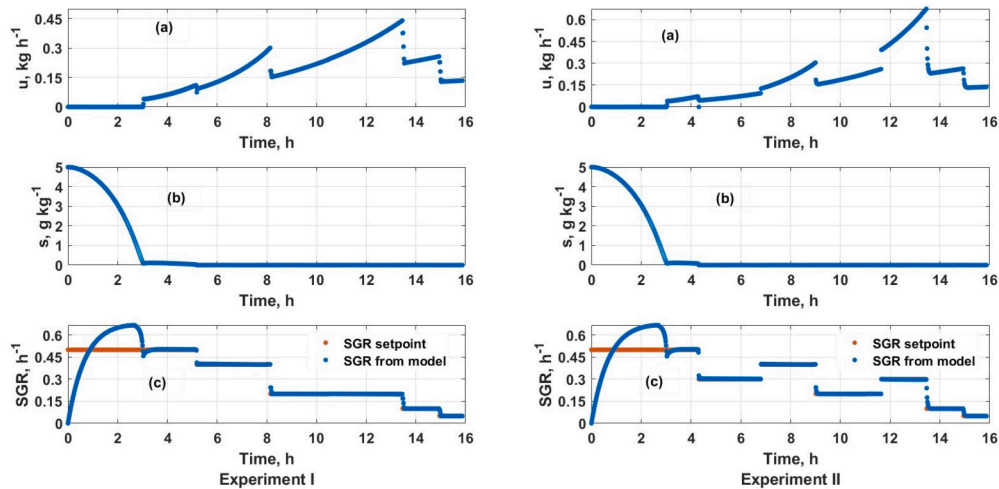 0.45
0.3
0.15
0
u, kg h-1
(a)
0 2 4 6 8 10 12 14 16
Time, h
5
4
3
2
1
0
s, g kg-1
(b)
0 2 4 6 8 10 12 14 16
Time, h
0.6
0.45
0.3
0.15
0
SGR, h-1
SGR setpoint
SGR from model
(c)
0 2 4 6 8 10 12 14 16
Time, h
Experiment I
0.6
0.45
0.3
0.15
0
u, kg h-1
(a)
0 2 4 6 8 10 12 14 16
Time, h
5
4
3
2
1
0
s, g kg-1
(b)
0 2 4 6 8 10 12 14 16
Time, h
0.6
0.45
0.3
0.15
0
SGR, h-1
SGR setpoint
SGR from model
(c)
0 2 4 6 8 10 12 14 16
Time, h
Experiment II